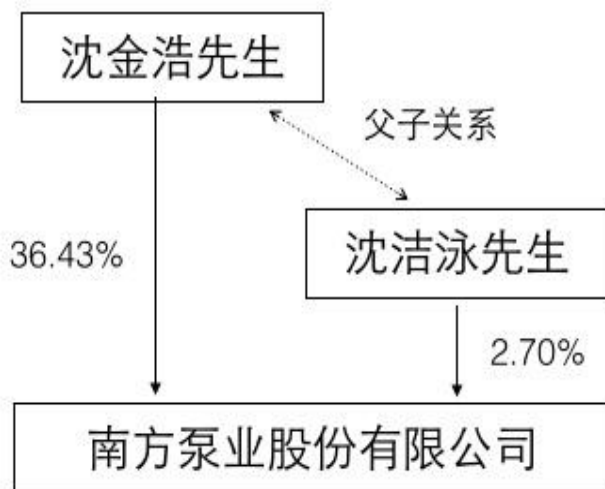 沈金浩先生
父子关系
36.43%
沈洁泳先生
2.70%
南方泵业股份有限公司